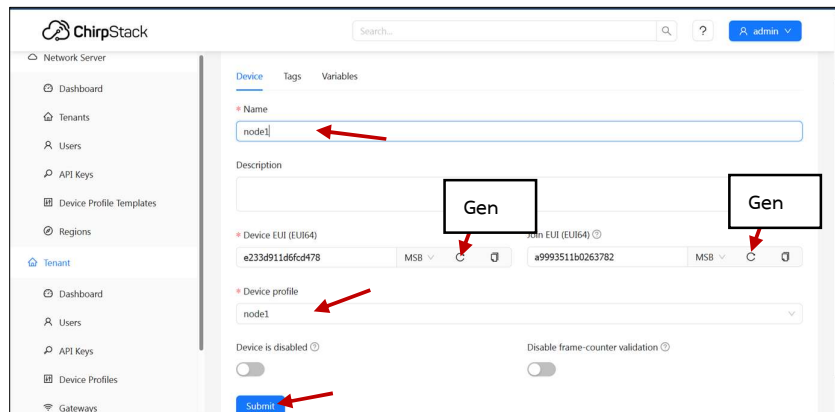 ChirpStack
Search...
?
admin
Network Server
Dashboard
Tenants
Users
API Keys
Device Profile Templates
Regions
Tenant
Dashboard
Users
API Keys
Device Profiles
Gateways
Device Tags Variables
* Name
node1
Description
Gen
Gen
* Device EUI (EUI64)
Join EUI (EUI64)
e233d911d6fcd478 MSB
a9993511b0263782 MSB
* Device profile
node1
Device is disabled
Disable frame-counter validation
Submit